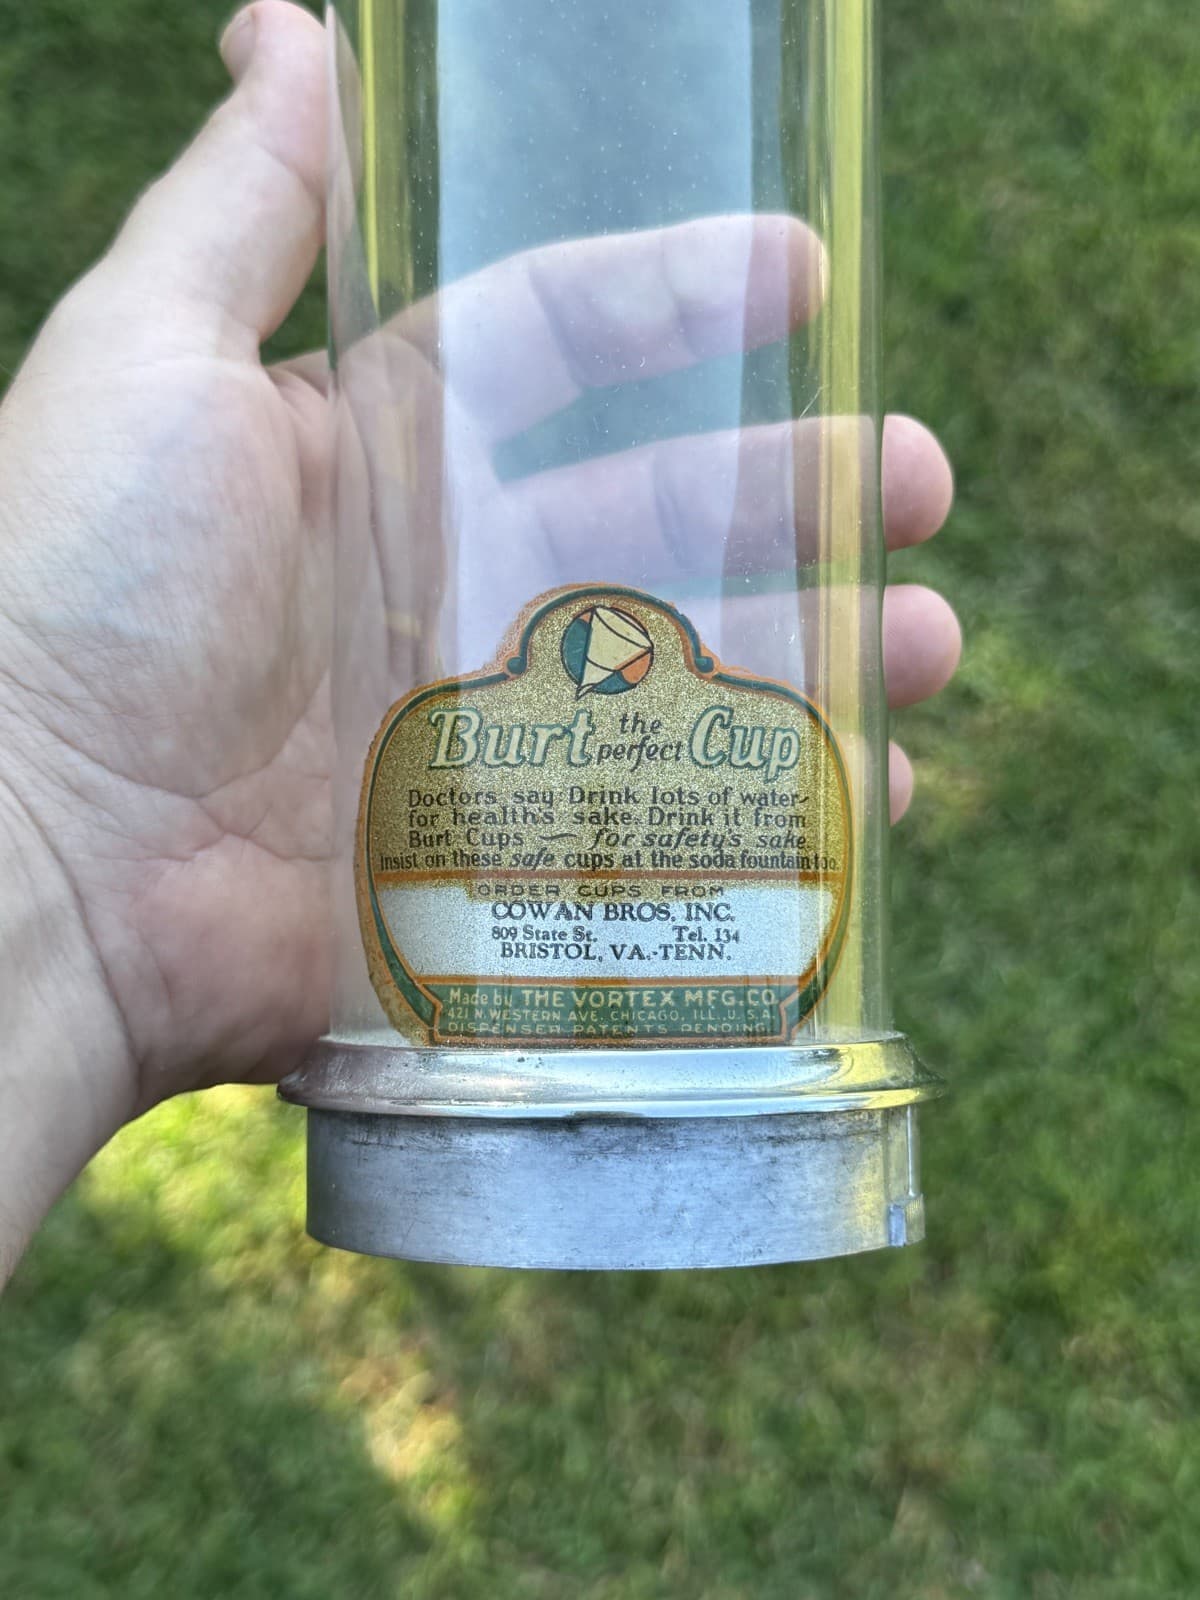 Burt the perfect Cup
Doctors say: Drink lots of water
for health's sake. Drink it from
Burt Cups — for safety's sake.
Insist on these safe cups at the soda fountain too.
ORDER CUPS FROM
COWAN BROS. INC.
809 State St. Tel. 134
BRISTOL, VA.-TENN.
Made by THE VORTEX MFG. CO.
421 N. WESTERN AVE. CHICAGO, ILL., U.S.A.
DISPENSER PATENTS PENDING